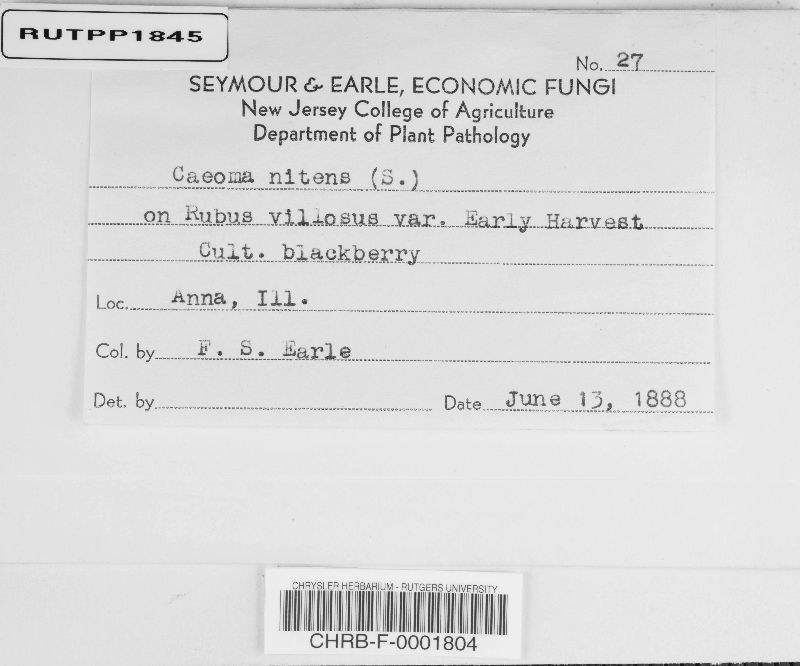 RUTPP1845
No. 27
SEYMOUR & EARLE, ECONOMIC FUNGI
New Jersey College of Agriculture
Department of Plant Pathology
Caeoma nitens (S.)
on Rubus villosus var. Early Harvest
Cult. blackberry
Loc. Anna, Ill.
Col. by F. S. Earle
Det. by
Date June 13, 1888
CHRYSLER HERBARIUM - RUTGERS UNIVERSITY
CHRB-F-0001804